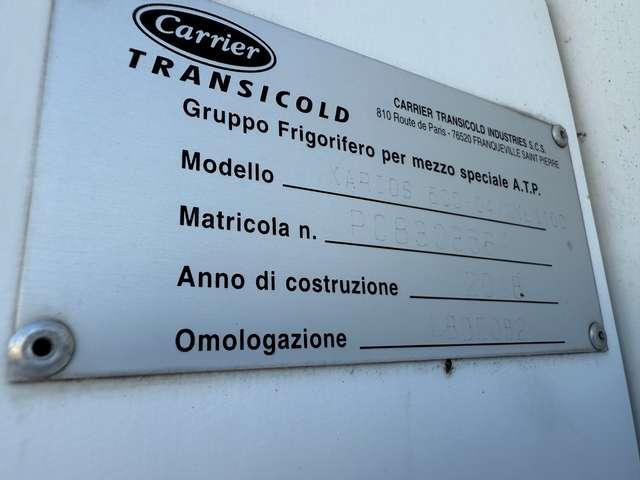 Carrier
TRANSICOLD
CARRIER TRANSICOLD INDUSTRIES S.C.S.
810 Route de Paris - 76520 FRANQUEVILLE SAINT PIERRE
Gruppo Frigorifero per mezzo speciale A.T.P.
Modello
Matricola n.
Anno di costruzione
Omologazione